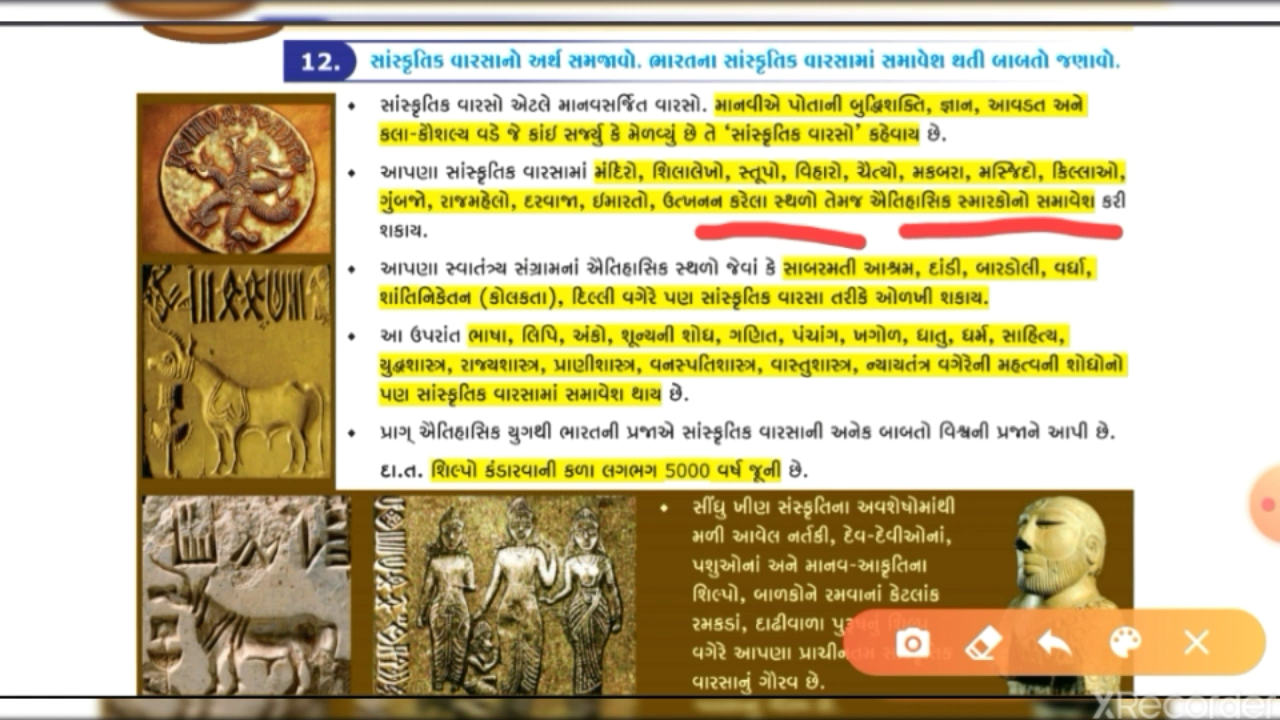 12. સાંસ્કૃતિક વારસાનો અર્થ સમજાવો. ભારતના સાંસ્કૃતિક વારસામાં સમાવેશ થતી બાબતો જણાવો.
• સાંસ્કૃતિક વારસો એટલે માનવસર્જિત વારસો. માનવીએ પોતાની બુદ્ધિશક્તિ, જ્ઞાન, આવડત અને
કલા-કૌશલ્ય વડે જે કાંઈ સર્જ્યું કે મેળવ્યું છે તે ‘સાંસ્કૃતિક વારસો’ કહેવાય છે.
• આપણા સાંસ્કૃતિક વારસામાં મંદિરો, શિલાલેખો, સ્તૂપો, વિહારો, ચૈત્યો, મકબરા, મસ્જિદો, કિલ્લાઓ,
ગુંબજો, રાજમહેલો, દરવાજા, ઈમારતો, ઉત્ખનન કરેલા સ્થળો તેમજ ઐતિહાસિક સ્મારકોનો સમાવેશ કરી
શકાય.
• આપણા સ્વાતંત્ર્ય સંગ્રામનાં ઐતિહાસિક સ્થળો જેવાં કે સાબરમતી આશ્રમ, દાંડી, બારડોલી, વર્ધા,
શાંતિનિકેતન (કોલકતા), દિલ્લી વગેરે પણ સાંસ્કૃતિક વારસા તરીકે ઓળખી શકાય.
• આ ઉપરાંત ભાષા, લિપિ, અંકો, શૂન્યની શોધ, ગણિત, પંચાંગ, ખગોળ, ધાતુ, ધર્મ, સાહિત્ય,
યુદ્ધશાસ્ત્ર, રાજ્યશાસ્ત્ર, પ્રાણીશાસ્ત્ર, વનસ્પતિશાસ્ત્ર, વાસ્તુશાસ્ત્ર, ન્યાયતંત્ર વગેરેની મહત્વની શોધોનો
પણ સાંસ્કૃતિક વારસામાં સમાવેશ થાય છે.
• પ્રાગ્ ઐતિહાસિક યુગથી ભારતની પ્રજાએ સાંસ્કૃતિક વારસાની અનેક બાબતો વિશ્વની પ્રજાને આપી છે.
દા.ત. શિલ્પો કંડારવાની કળા લગભગ 5000 વર્ષ જૂની છે.
• સીંધુ ખીણ સંસ્કૃતિના અવશેષોમાંથી
મળી આવેલ નર્તકી, દેવ-દેવીઓનાં,
પશુઓનાં અને માનવ-આકૃતિના
શિલ્પો, બાળકોને રમવાનાં કેટલાંક
રમકડાં, દાઢીવાળા પુરૂષનું શિલ્પ
વગેરે આપણા પ્રાચીનતમ
વારસાનું ગૌરવ છે.
XRecorder